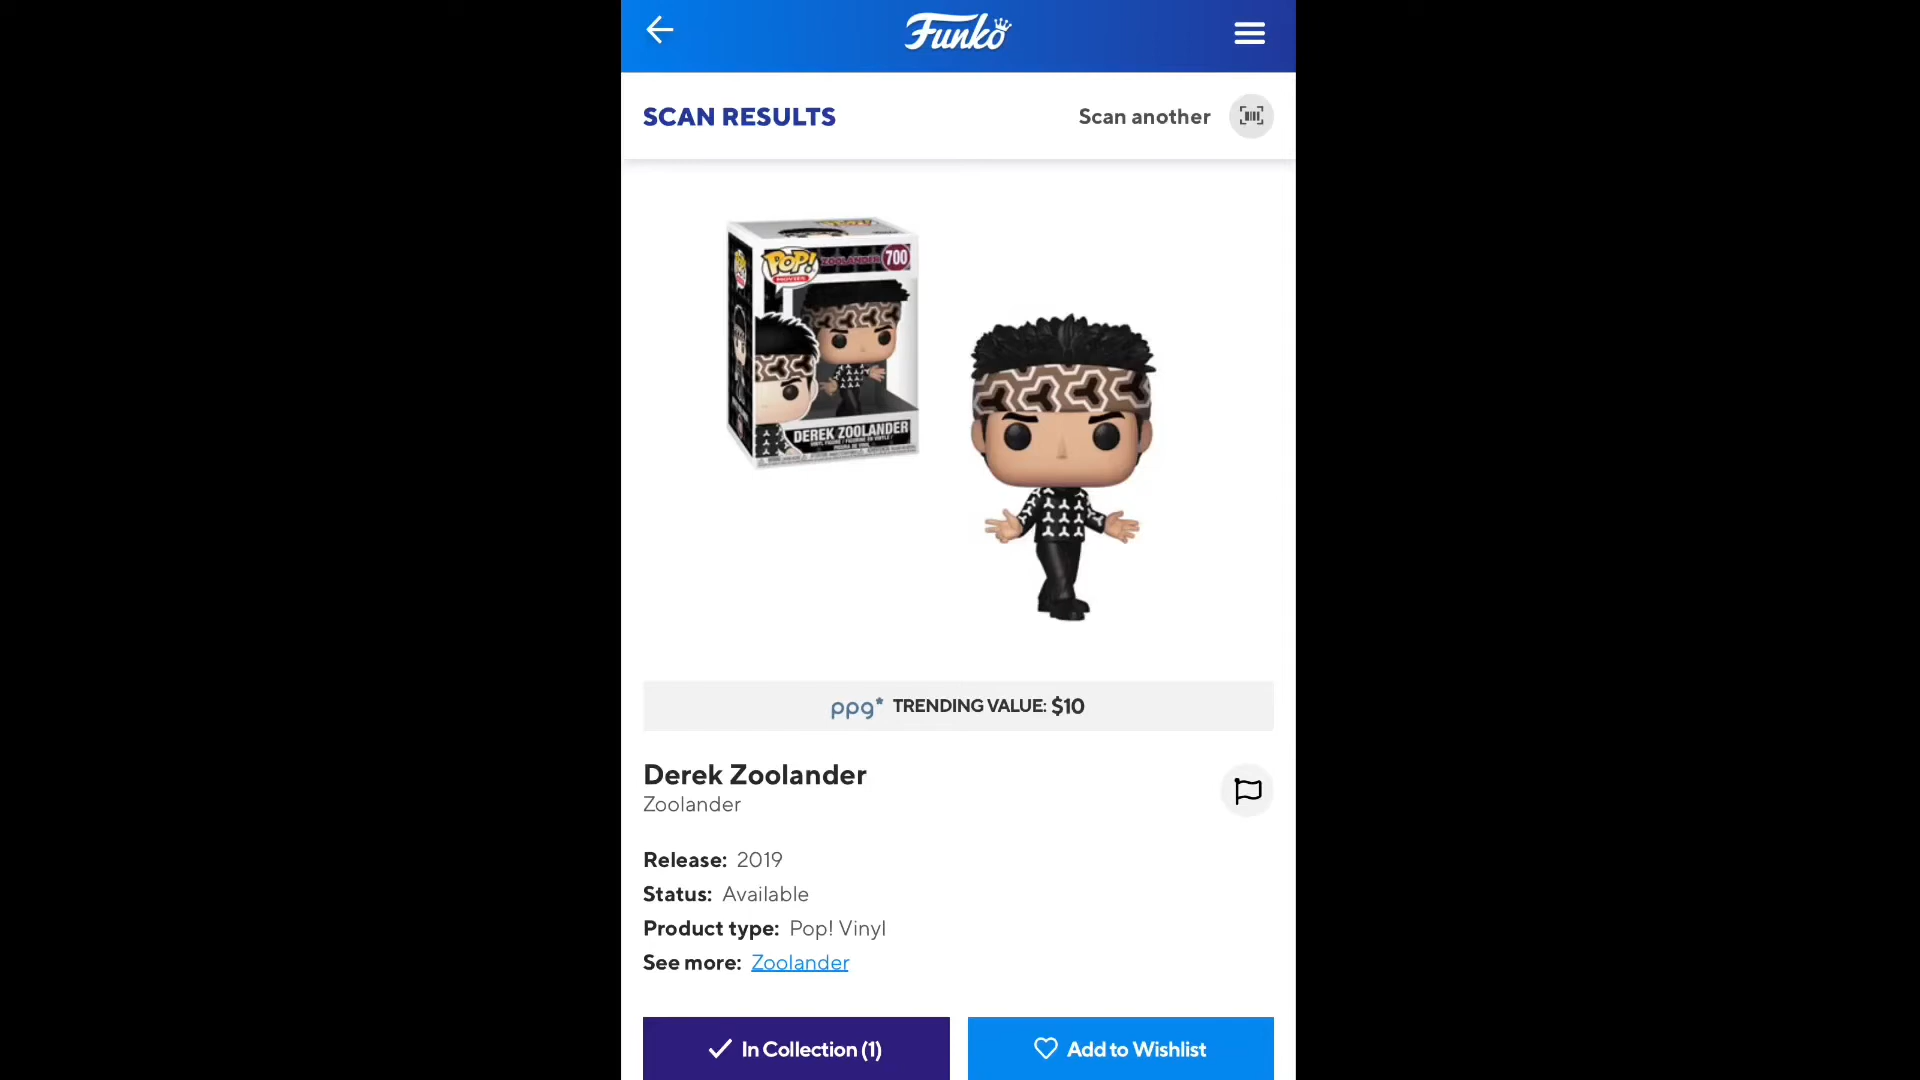 Funko
SCAN RESULTS
Scan another
POP!
MOVIES
ZOOLANDER
700
DEREK ZOOLANDER
ppg* TRENDING VALUE: $10
Derek Zoolander
Zoolander
Release: 2019
Status: Available
Product type: Pop! Vinyl
See more: Zoolander
In Collection (1)
Add to Wishlist